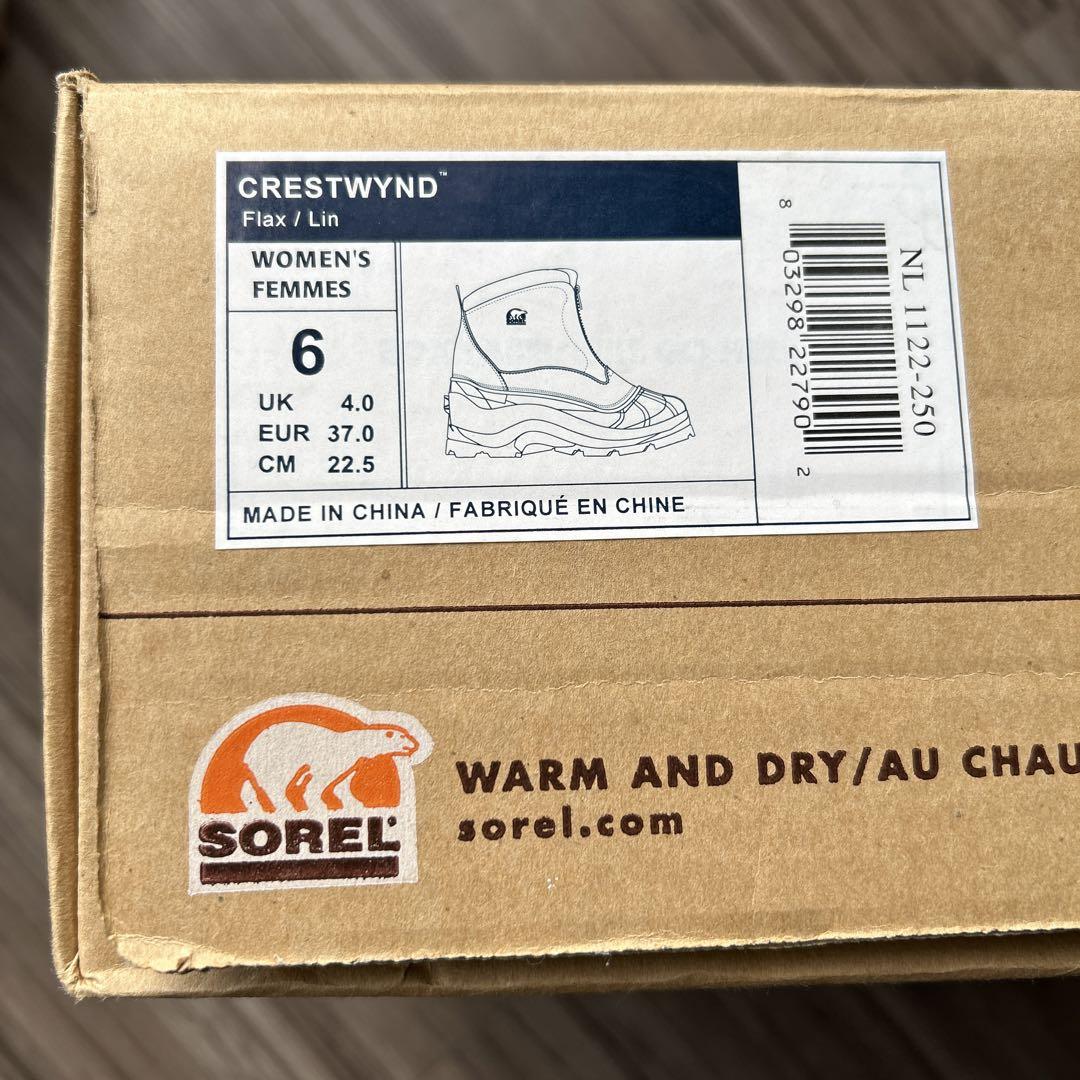 CRESTWYND™
Flax / Lin
WOMEN'S
FEMMES
6
UK 4.0
EUR 37.0
CM 22.5
SOREL
MADE IN CHINA / FABRIQUÉ EN CHINE
8 03298 22790 2
NL 1122-250
SOREL
WARM AND DRY/AU CHAU
sorel.com